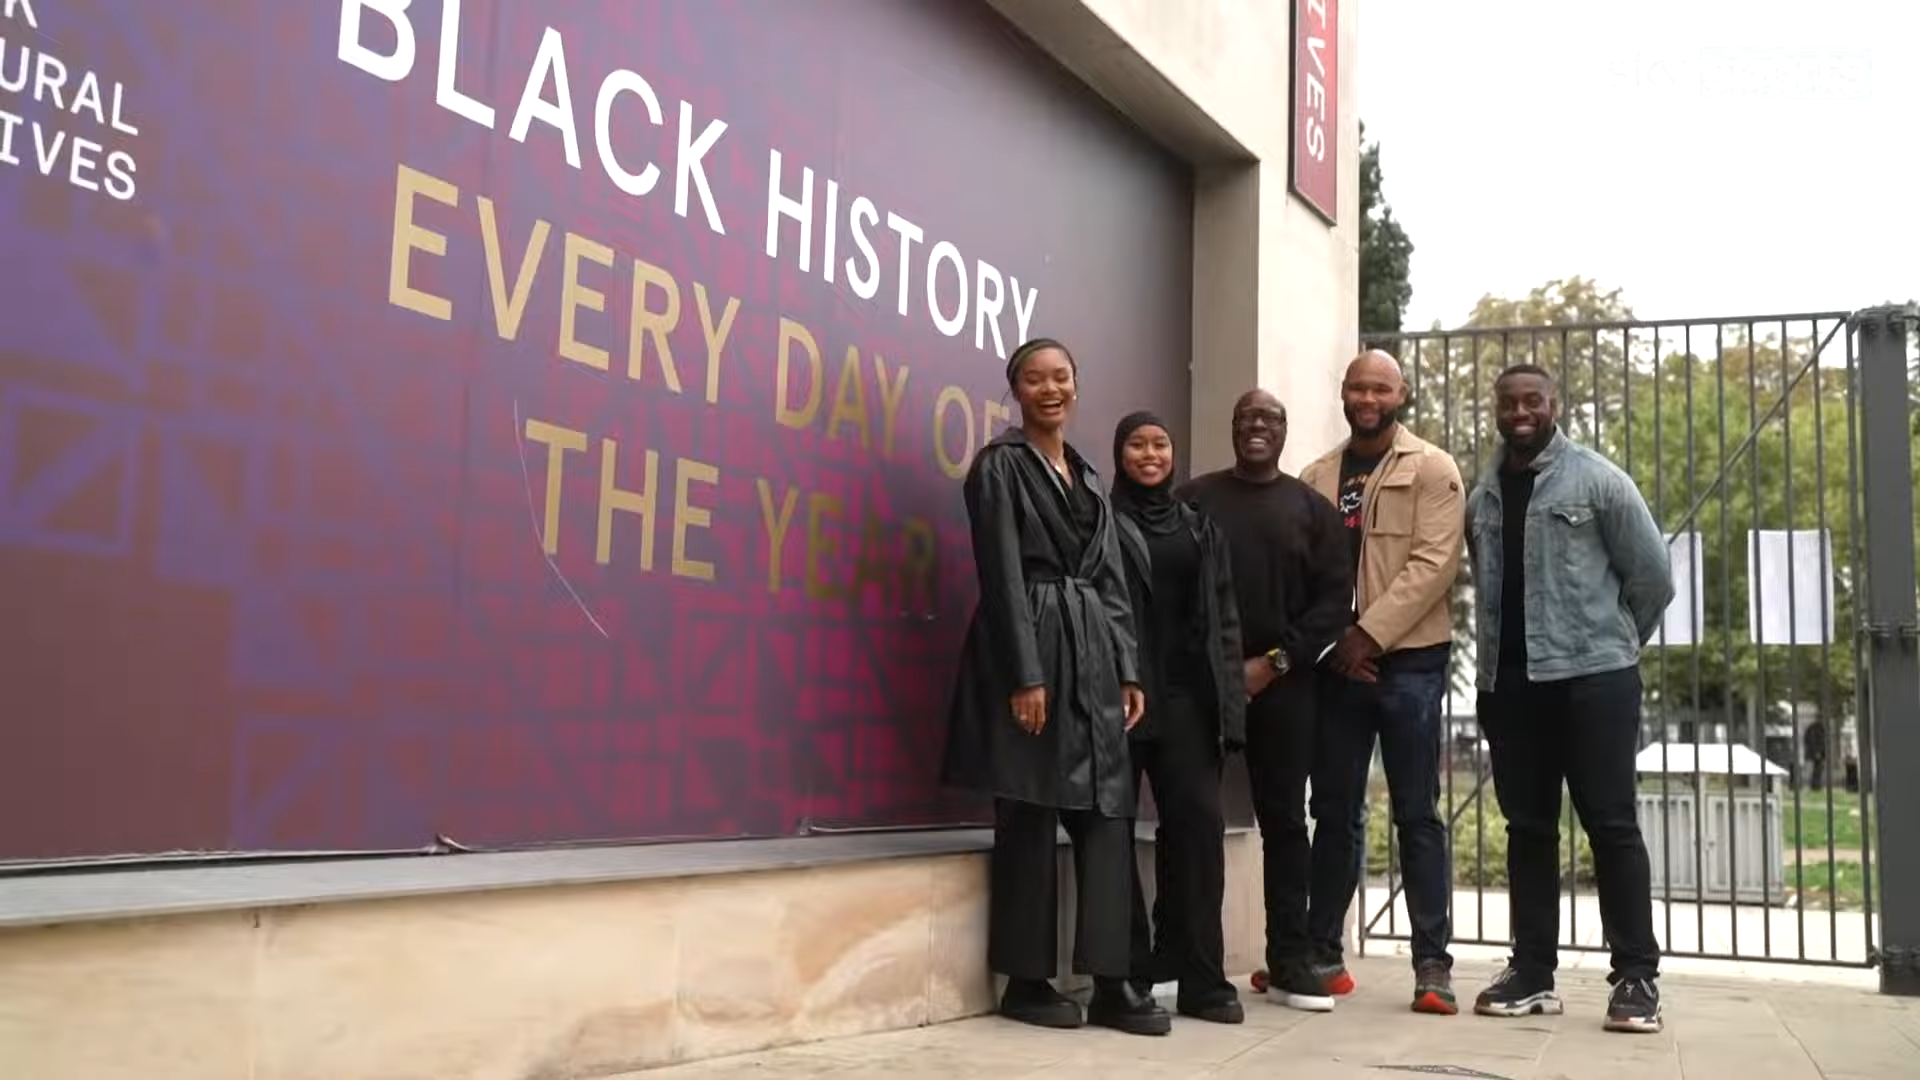 K
URAL
IVES
BLACK HISTORY
EVERY DAY OF
THE YEAR
IVES